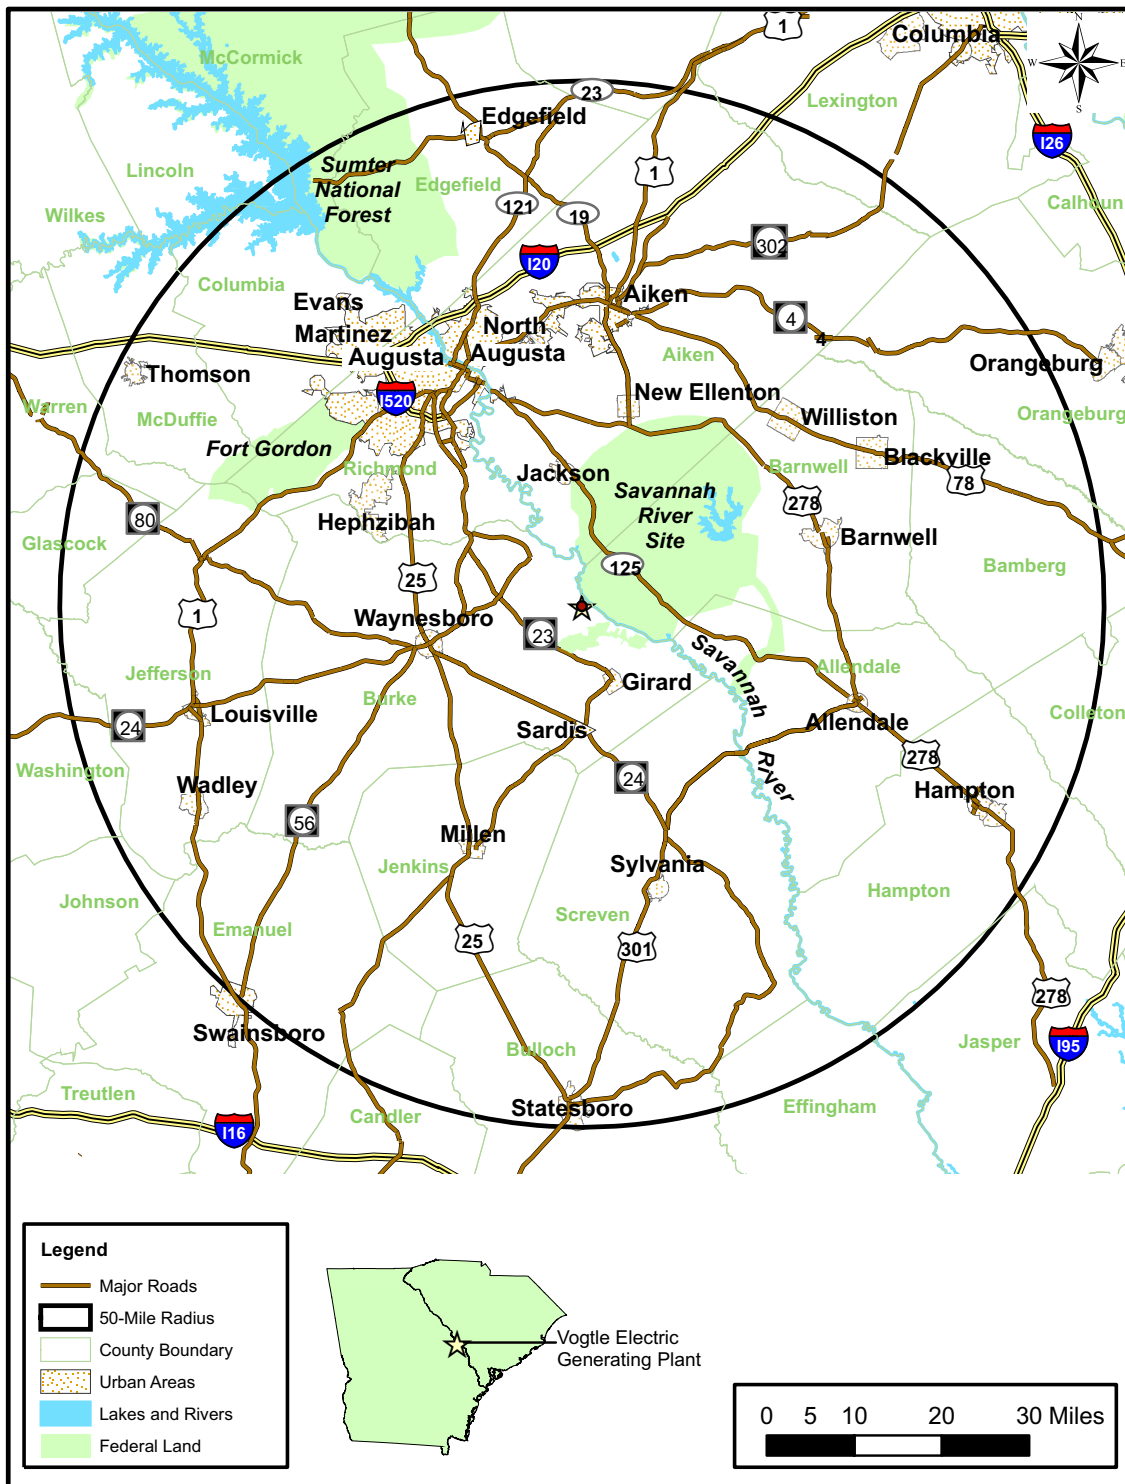 1
Columbia
N
W
E
S
McCormick
23
Lexington
Edgefield
I26
Sumter
National
Forest
Lincoln
Edgefield
1
Wilkes
121
19
Calhoun
302
I20
Columbia
Evans
Aiken
Martinez
North
4
4
Augusta
Augusta
Aiken
Orangeburg
Thomson
New Ellenton
I520
Warren
McDuffie
Williston
Orangeburg
Fort Gordon
Richmond
Jackson
Barnwell
Blackville
78
Savannah
River
Site
278
Hephzibah
80
Barnwell
Glascock
125
Bamberg
25
1
Waynesboro
23
Savannah
River
Jefferson
Girard
Allendale
Burke
24
Louisville
Sardis
Allendale
Colleton
278
Washington
24
Wadley
Hampton
56
Millen
Jenkins
Sylvania
Johnson
Hampton
Screven
Emanuel
25
301
278
Swainsboro
Bulloch
Jasper
I95
Treutlen
Statesboro
Effingham
Candler
I16
Legend
Major Roads
50-Mile Radius
County Boundary
Urban Areas
Lakes and Rivers
Federal Land
Vogtle Electric
Generating Plant
0 5 10 20 30 Miles